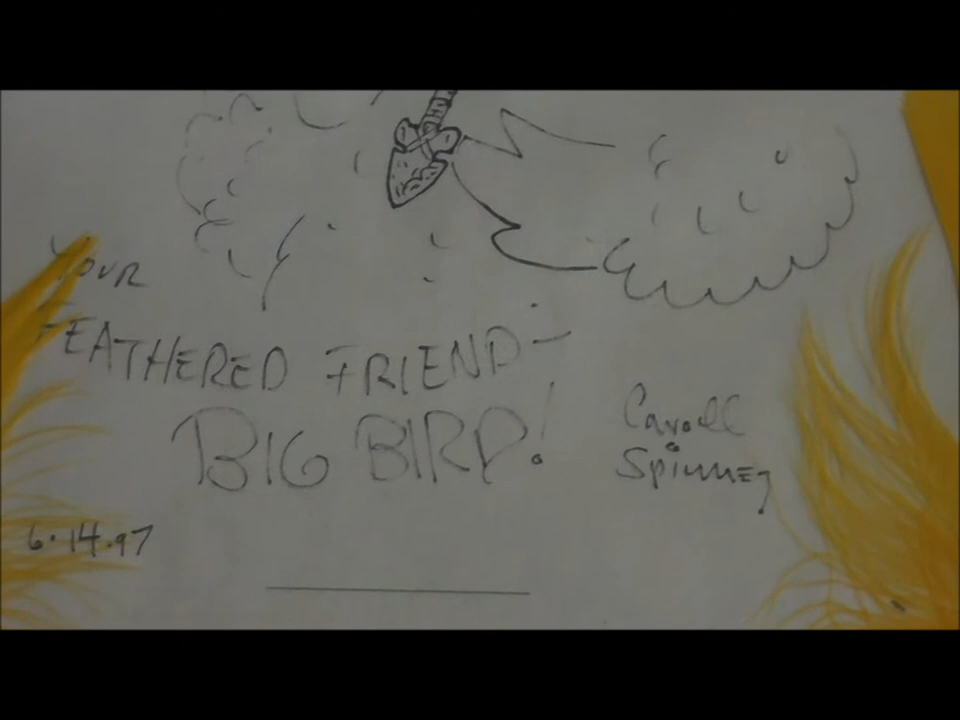 YOUR
FEATHERED FRIEND-
BIG BIRD!
Caroll
Spinney
6.14.97